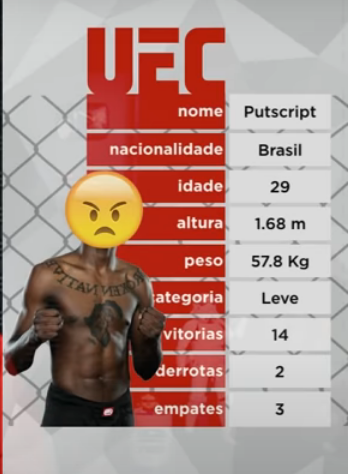 UFC
nome Putscript
nacionalidade Brasil
idade 29
altura 1.68 m
peso 57.8 Kg
categoria Leve
vitorias 14
derrotas 2
empates 3